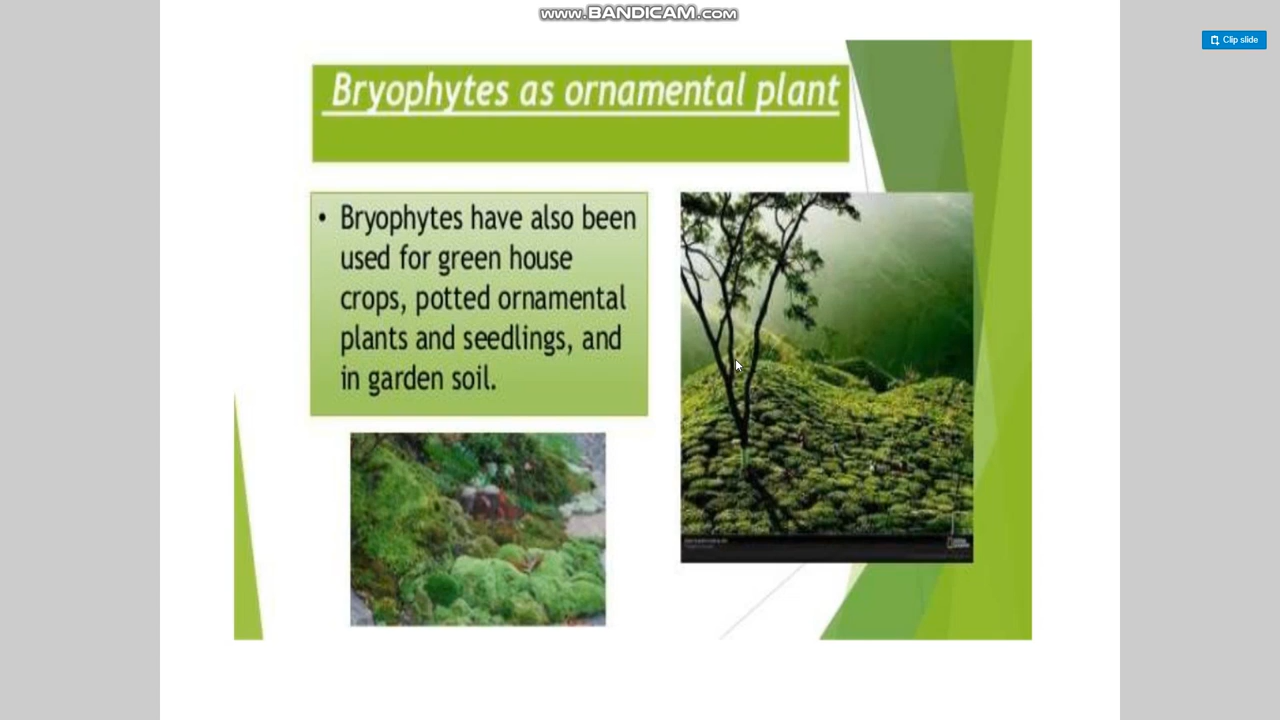 www.BANDICAM.com
Clip slide
Bryophytes as ornamental plant
• Bryophytes have also been
used for green house
crops, potted ornamental
plants and seedlings, and
in garden soil.